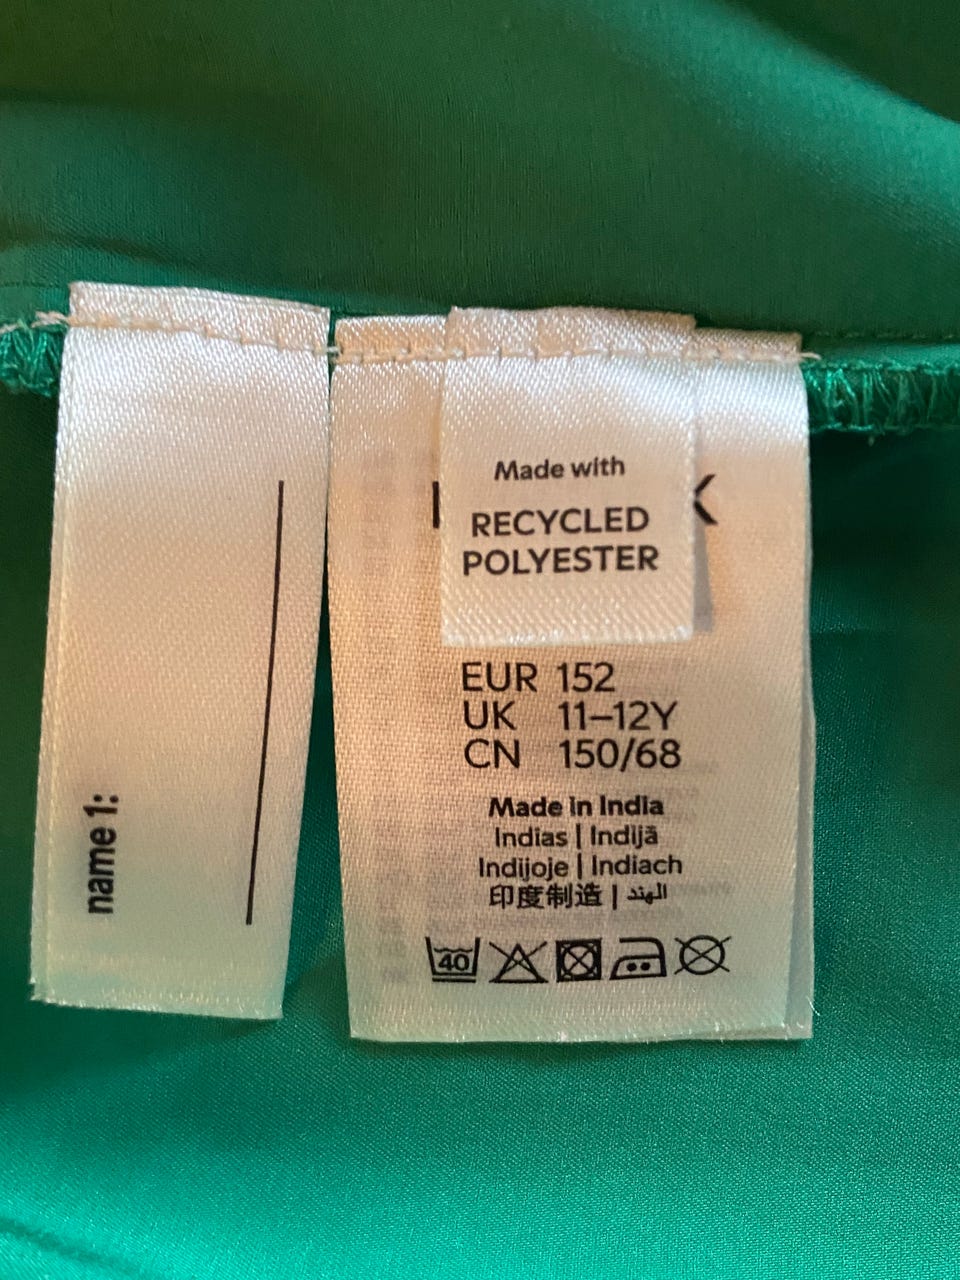 name 1:
Made with
RECYCLED
POLYESTER
EUR 152
UK 11–12Y
CN 150/68
Made in India
Indias | Indijā
Indijoje | Indiach
印度制造 | الهند
40